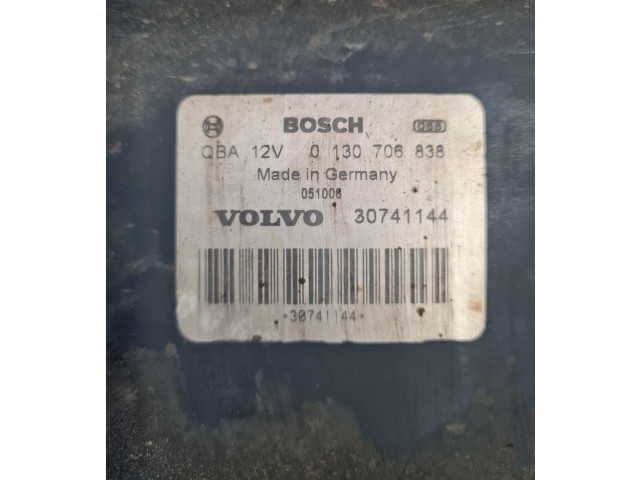 BOSCH
QBA 12V 0 130 706 838
Made in Germany
051006
VOLVO 30741144
*30741144*